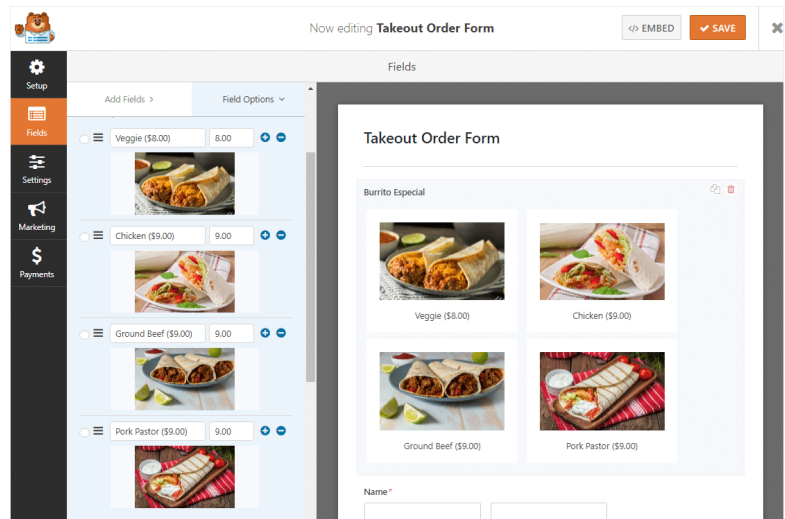 Now editing Takeout Order Form
</> EMBED
SAVE
Setup
Fields
Settings
Marketing
Payments
Fields
Add Fields
Field Options
Veggie ($8.00)
8.00
Chicken ($9.00)
9.00
Ground Beef ($9.00)
9.00
Pork Pastor ($9.00)
9.00
Takeout Order Form
Burrito Especial
Veggie ($8.00)
Chicken ($9.00)
Ground Beef ($9.00)
Pork Pastor ($9.00)
Name*